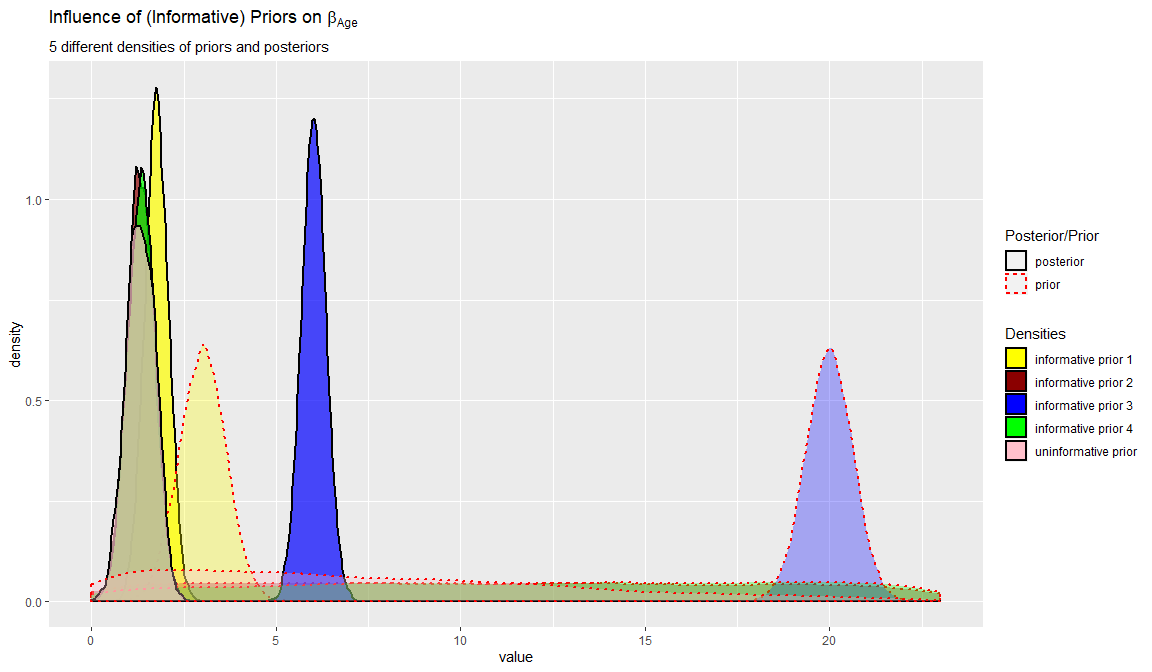 Influence of (Informative) Priors on βAge
5 different densities of priors and posteriors
density
1.0
0.5
0.0
0
5
10
15
20
value
Posterior/Prior
posterior
prior
Densities
informative prior 1
informative prior 2
informative prior 3
informative prior 4
uninformative prior